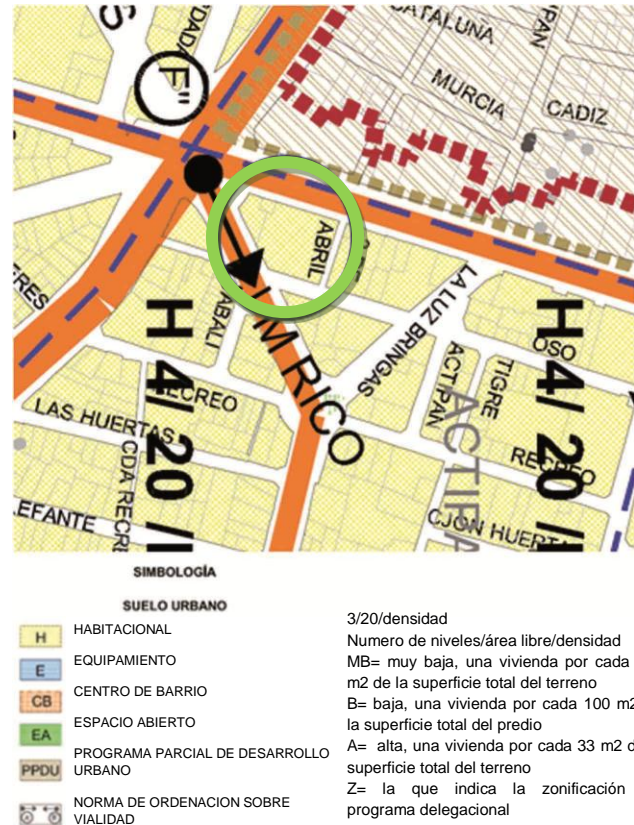 CATALUÑA
MURCIA
CADIZ
"F"
ABRIL
JABALI
M RICO
LA LUZ BRINGAS
OSO
TIGRE
ACTIPAN
ACTIPA
H 4/ 20 /
H 4/ 20 /
RECREO
RECREO
LAS HUERTAS
CDA RECRE
EFANTE
CJON HUERTA
SIMBOLOGÍA
SUELO URBANO
H HABITACIONAL
E EQUIPAMIENTO
CB CENTRO DE BARRIO
EA ESPACIO ABIERTO
PPDU PROGRAMA PARCIAL DE DESARROLLO
URBANO
NORMA DE ORDENACION SOBRE
VIALIDAD
3/20/densidad
Numero de niveles/área libre/densidad
MB= muy baja, una vivienda por cada
m2 de la superficie total del terreno
B= baja, una vivienda por cada 100 m2
la superficie total del predio
A= alta, una vivienda por cada 33 m2 d
superficie total del terreno
Z= la que indica la zonificación
programa delegacional